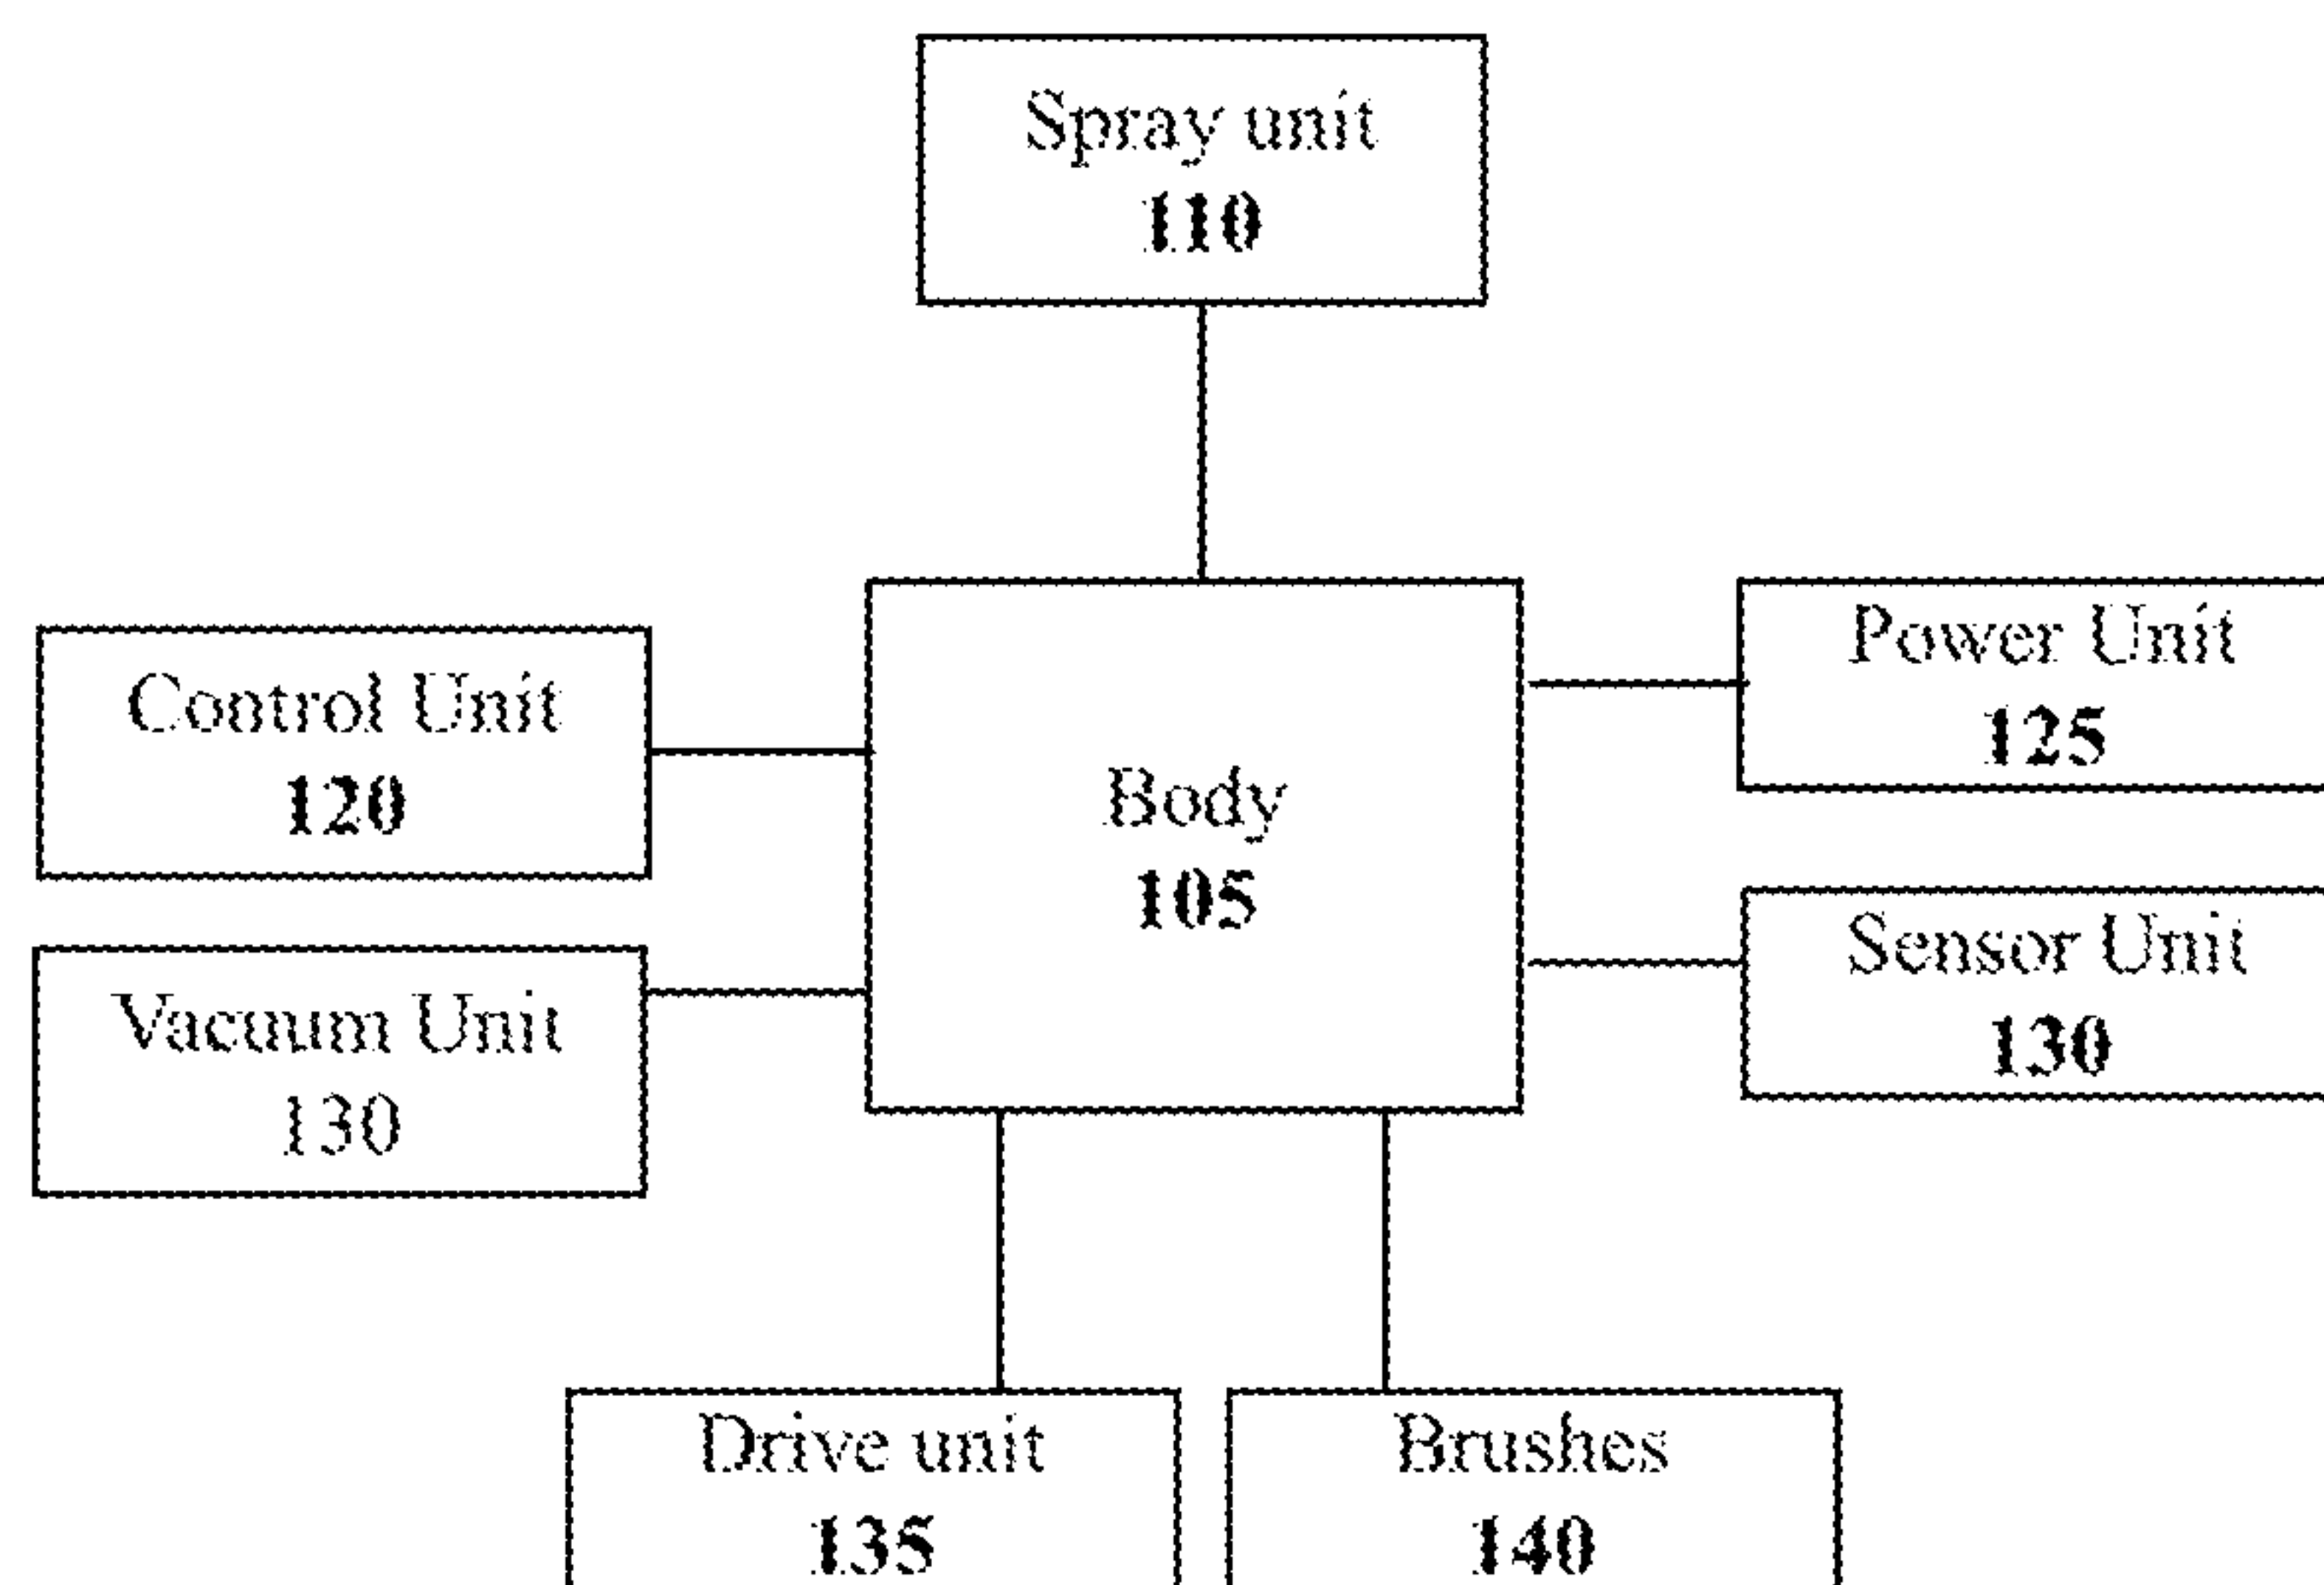 Spray unit
110
Control Unit
120
Body
105
Power Unit
125
Vacuum Unit
130
Sensor Unit
130
Drive unit
135
Brushes
140